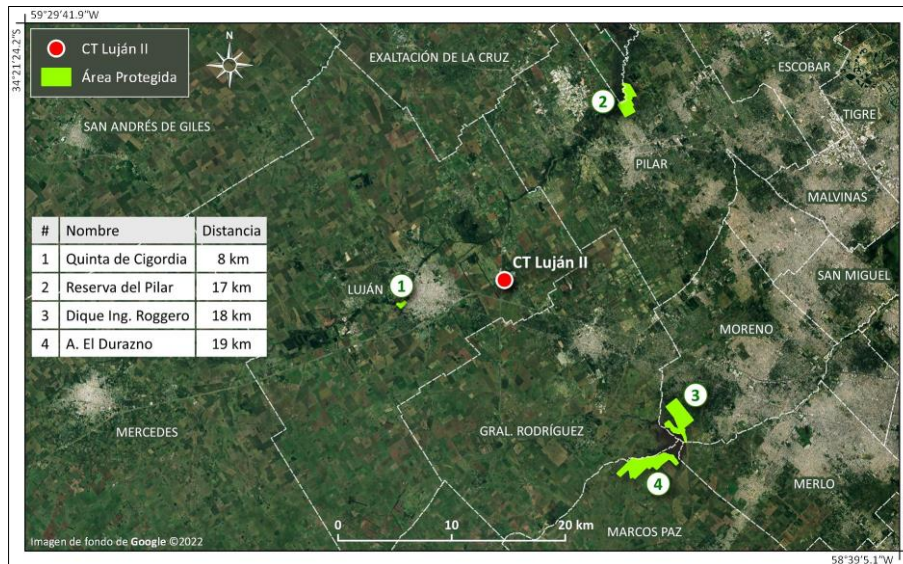 59°29'41.9"W
34°21'24.2"S
CT Luján II
Área Protegida
N
EXALTACIÓN DE LA CRUZ
ESCOBAR
TIGRE
SAN ANDRÉS DE GILES
2
PILAR
MALVINAS
# Nombre Distancia
1 Quinta de Cigordia 8 km
2 Reserva del Pilar 17 km
3 Dique Ing. Roggero 18 km
4 A. El Durazno 19 km
CT Luján II
SAN MIGUEL
LUJÁN
1
MORENO
3
MERCEDES
GRAL. RODRÍGUEZ
4
MERLO
0 10 20 km
MARCOS PAZ
Imagen de fondo de Google ©2022
58°39'5.1"W